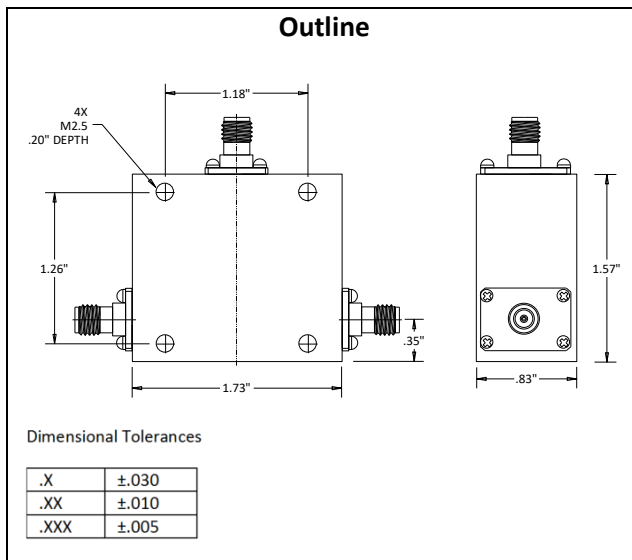 Outline
1.18"
4X
M2.5
.20" DEPTH
1.26"
1.57"
.35"
1.73"
.83"
Dimensional Tolerances
.X ±.030
.XX ±.010
.XXX ±.005